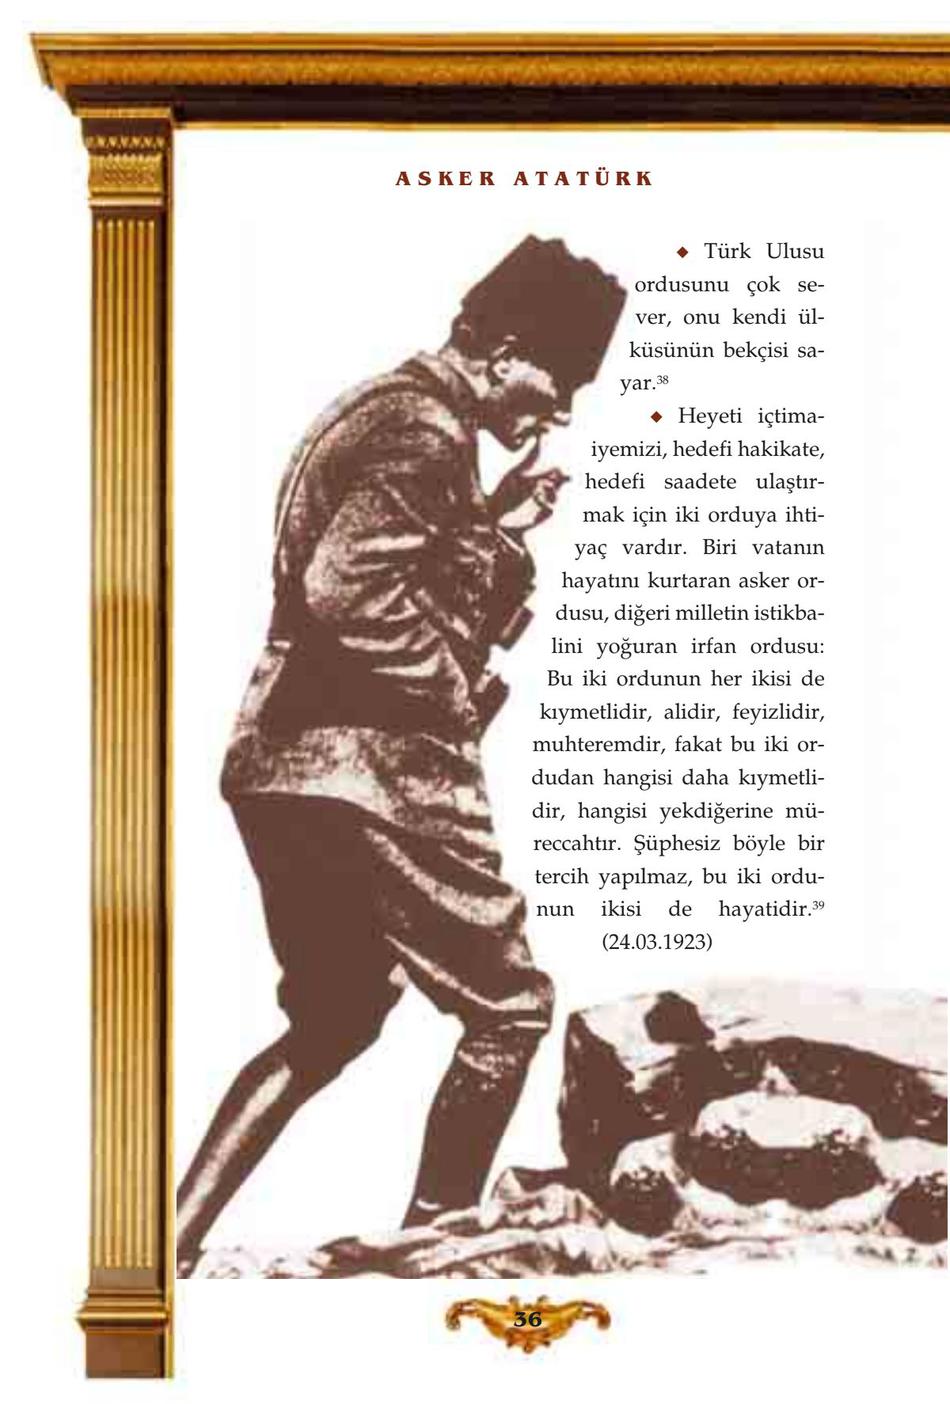 ASKER ATATÜRK
◆ Türk Ulusu
ordusunu çok se-
ver, onu kendi ül-
küsünün bekçisi sa-
yar.³⁸
◆ Heyeti içtima-
iyemizi, hedefi hakikate,
hedefi saadete ulaştır-
mak için iki orduya ihti-
yaç vardır. Biri vatanın
hayatını kurtaran asker or-
dusu, diğeri milletin istikba-
lini yoğuran irfan ordusu:
Bu iki ordunun her ikisi de
kıymetlidir, alidir, feyizlidir,
muhteremdir, fakat bu iki or-
dudan hangisi daha kıymetli-
dir, hangisi yekdiğerine mü-
reccahtır. Şüphesiz böyle bir
tercih yapılmaz, bu iki ordu-
nun ikisi de hayatidir.³⁹
(24.03.1923)
36